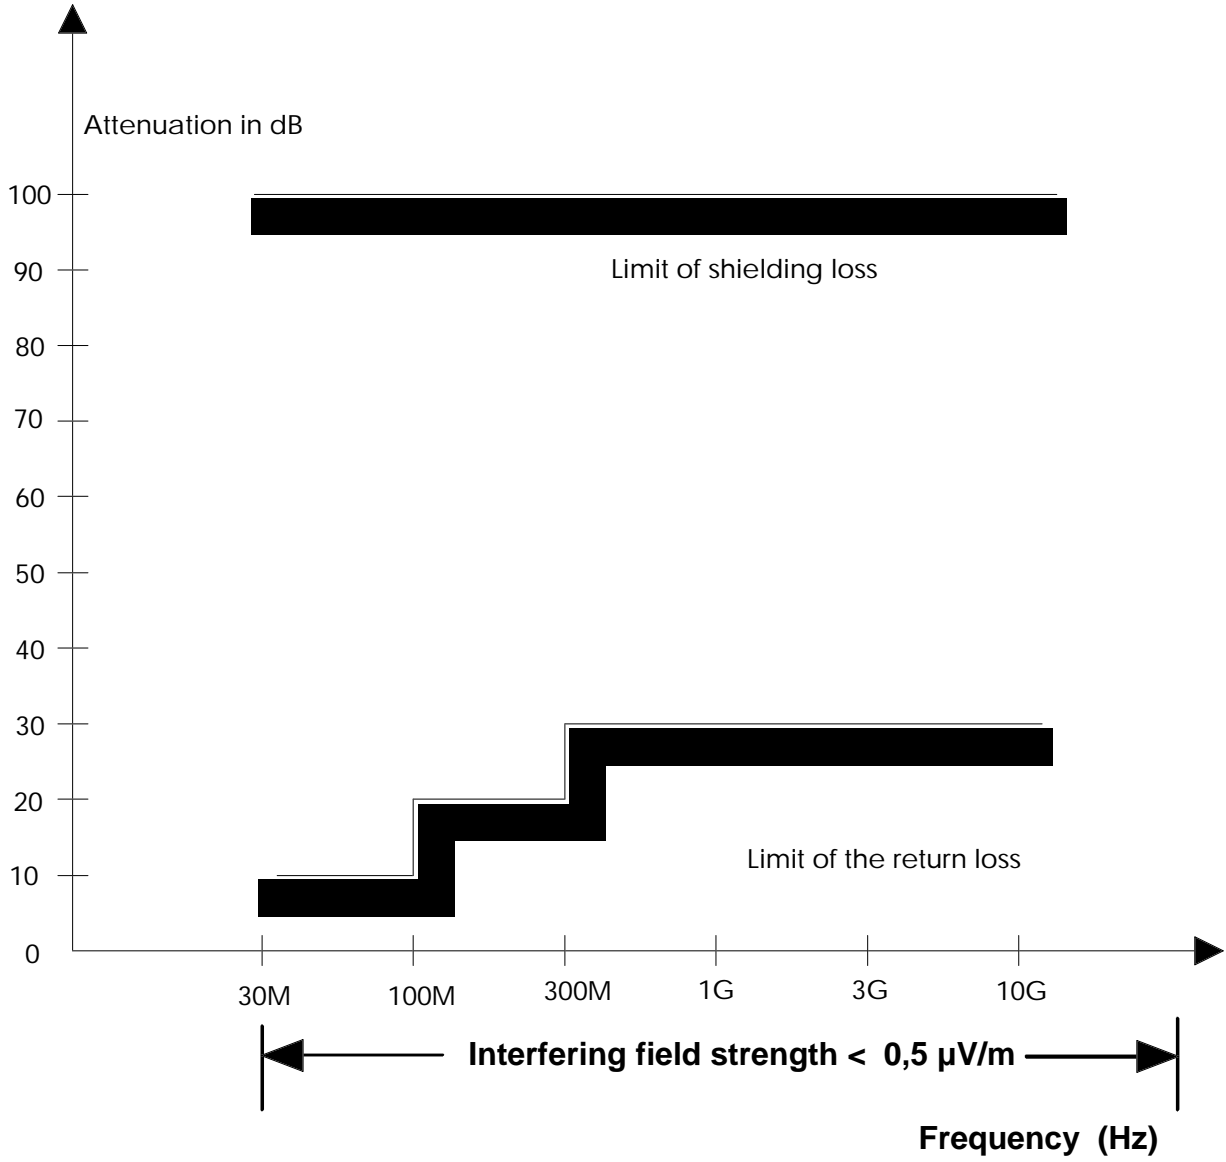 Attenuation in dB
100
90
Limit of shielding loss
80
70
60
50
40
30
20
Limit of the return loss
10
0
30M 100M 300M 1G 3G 10G
Interfering field strength < 0,5 µV/m
Frequency (Hz)